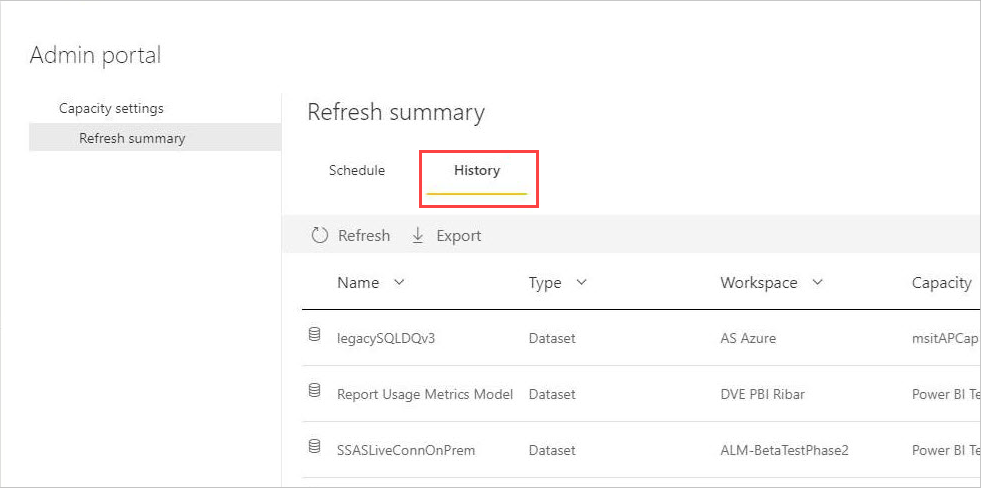 Admin portal
Capacity settings
Refresh summary
Refresh summary
Schedule History
Refresh Export
Name Type Workspace Capacity
legacySQLDQv3 Dataset AS Azure msitAPCap
Report Usage Metrics Model Dataset DVE PBI Ribar Power BI Te
SSASLiveConnOnPrem Dataset ALM-BetaTestPhase2 Power BI Te